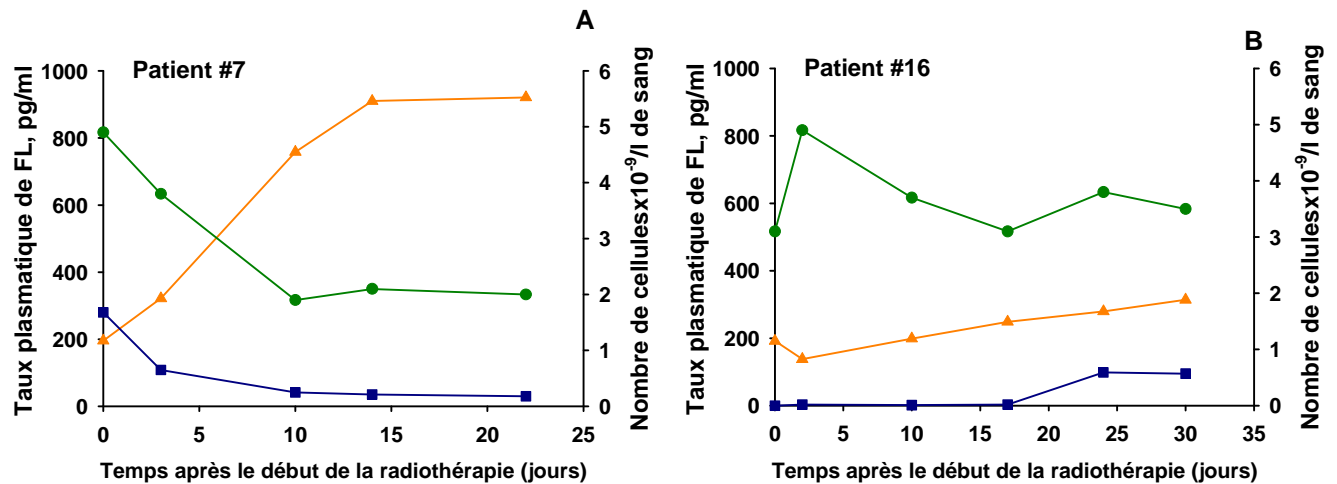 A
Patient #7
Taux plasmatique de FL, pg/ml
1000
800
600
400
200
0
6
5
4
3
2
1
0
Nombre de cellulesx10⁻⁹/l de sang
0 5 10 15 20 25
Temps après le début de la radiothérapie (jours)
B
Patient #16
Taux plasmatique de FL, pg/ml
1000
800
600
400
200
0
6
5
4
3
2
1
0
Nombre de cellulesx10⁻⁹/l de sang
0 5 10 15 20 25 30 35
Temps après le début de la radiothérapie (jours)